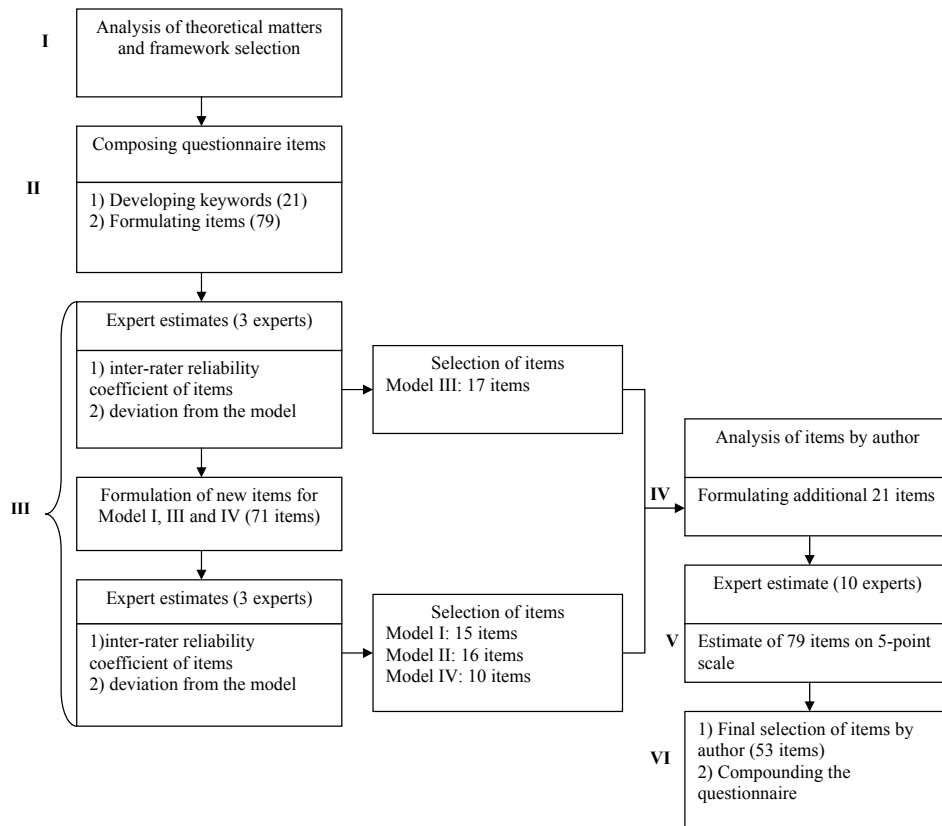 I
Analysis of theoretical matters
and framework selection
II
Composing questionnaire items
1) Developing keywords (21)
2) Formulating items (79)
III
Expert estimates (3 experts)
1) inter-rater reliability
coefficient of items
2) deviation from the model
Selection of items
Model III: 17 items
Formulation of new items for
Model I, III and IV (71 items)
Expert estimates (3 experts)
1)inter-rater reliability
coefficient of items
2) deviation from the model
Selection of items
Model I: 15 items
Model II: 16 items
Model IV: 10 items
IV
Analysis of items by author
Formulating additional 21 items
V
Expert estimate (10 experts)
Estimate of 79 items on 5-point
scale
VI
1) Final selection of items by
author (53 items)
2) Compounding the
questionnaire